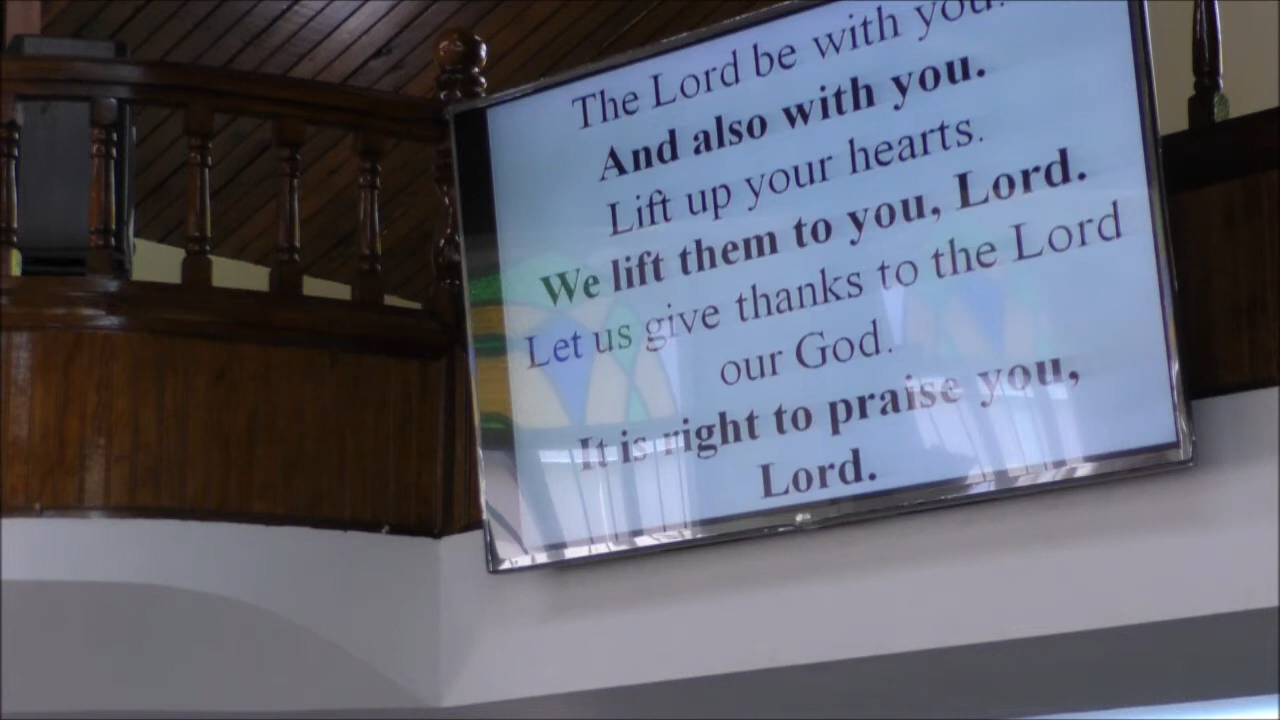 The Lord be with you.
And also with you.
Lift up your hearts.
We lift them to you, Lord.
Let us give thanks to the Lord
our God.
It is right to praise you,
Lord.